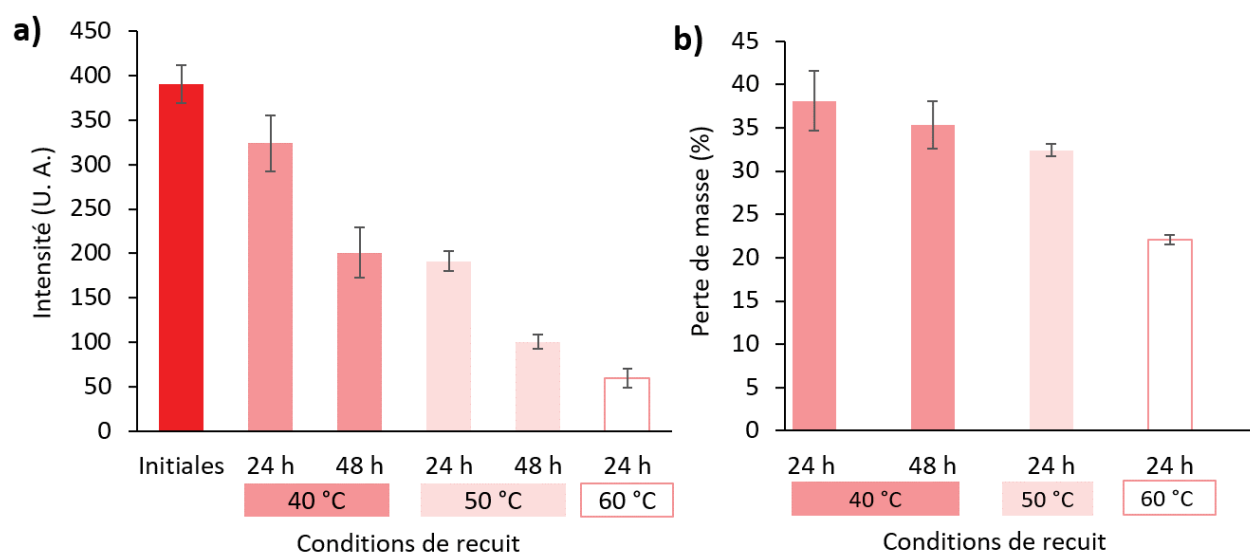 a)
Intensité (U. A.)
450
400
350
300
250
200
150
100
50
0
Initiales 24 h 48 h 24 h 48 h 24 h
40 °C 50 °C 60 °C
Conditions de recuit
b)
Perte de masse (%)
45
40
35
30
25
20
15
10
5
0
24 h 48 h 24 h 24 h
40 °C 50 °C 60 °C
Conditions de recuit